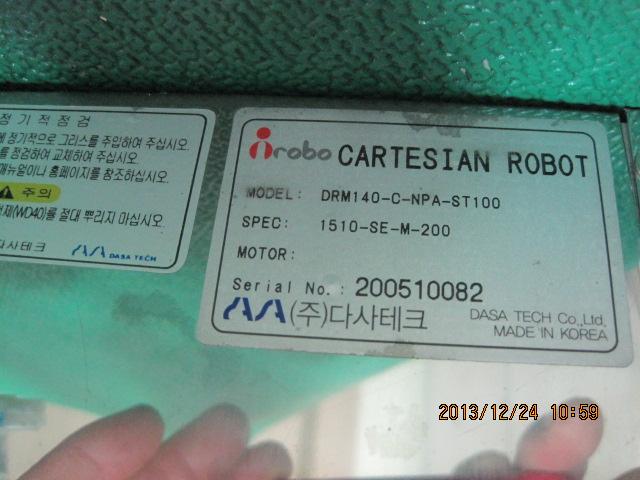 정기적점검
정기적으로 그리스를 주입하여 주십시오.
를 점검하여 교체하여 주십시오.
매뉴얼이나 홈페이지를 참조하십시오.
주의
제(WD40)를 절대 뿌리지 마십시오.
다사테크 DASA TECH
irobo CARTESIAN ROBOT
MODEL: DRM140-C-NPA-ST100
SPEC: 1510-SE-M-200
MOTOR:
Serial No.: 200510082
(주)다사테크
DASA TECH Co.,Ltd.
MADE IN KOREA
2013/12/24 10:59